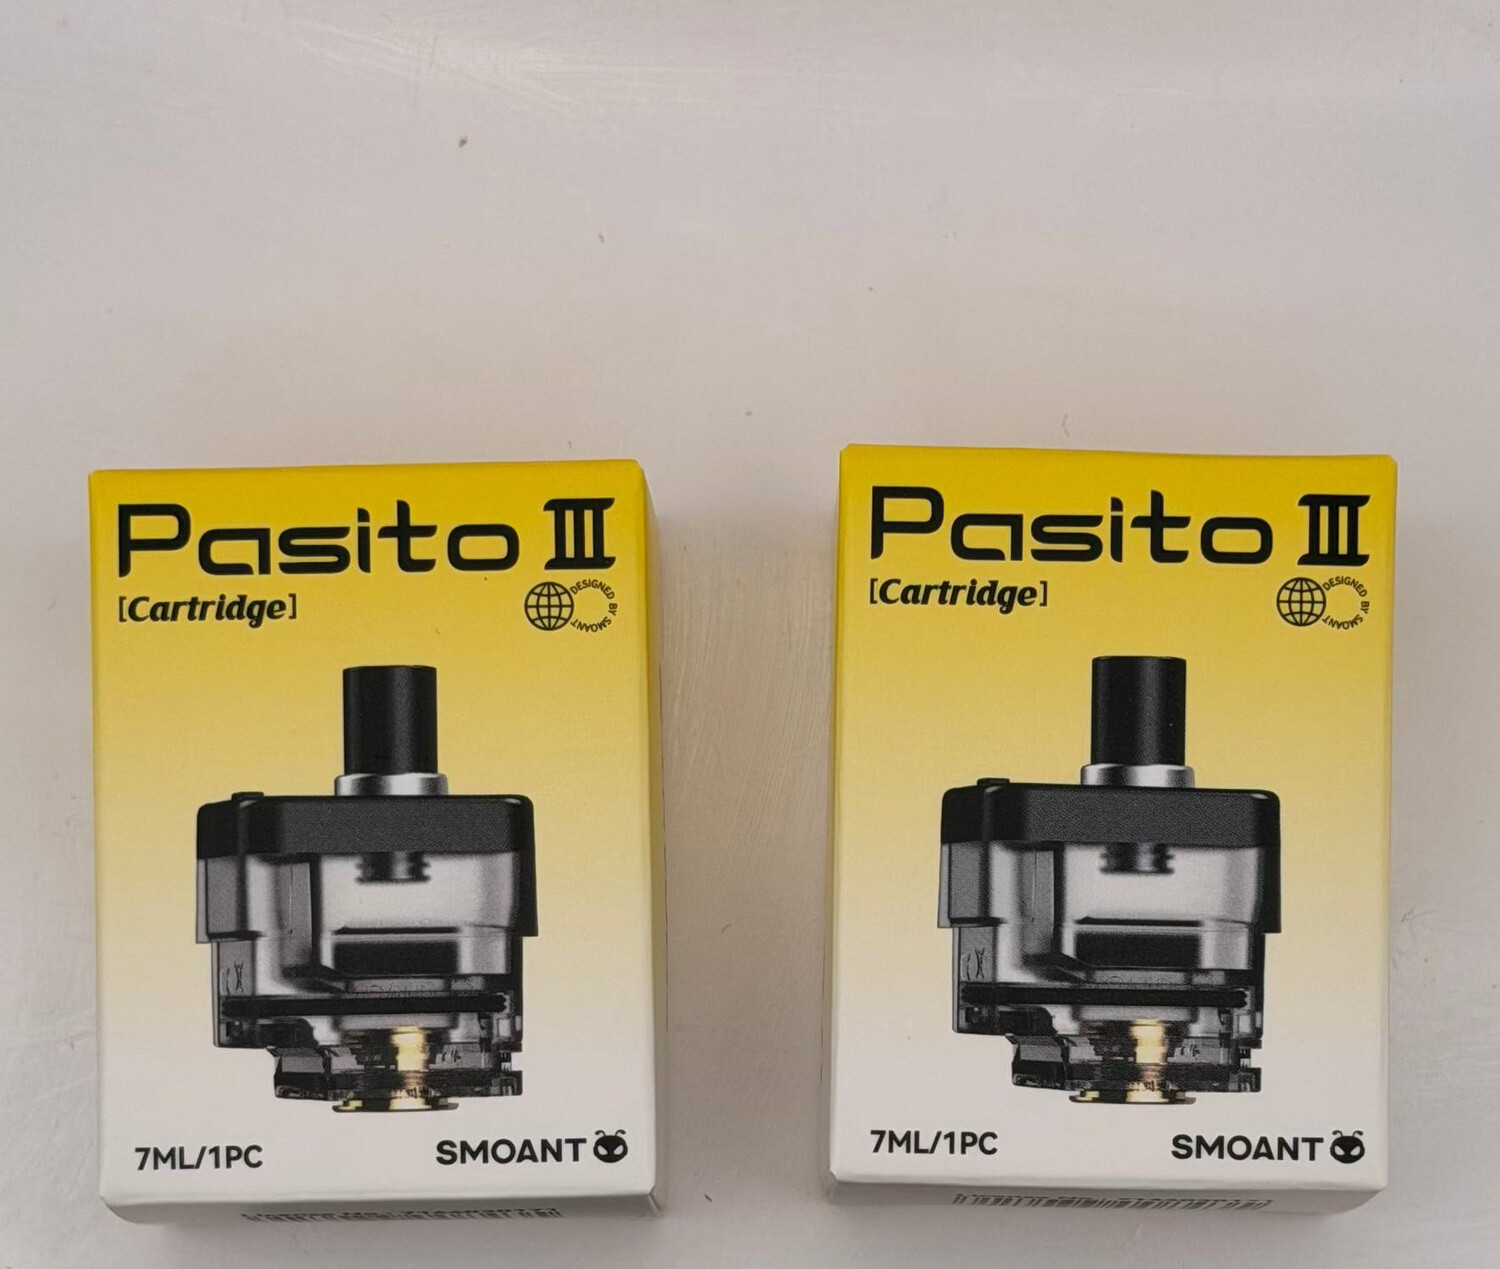 Pasito III
[Cartridge]
DESIGNED BY SMOANT
7ML/1PC
SMOANT
Pasito III
[Cartridge]
DESIGNED BY SMOANT
7ML/1PC
SMOANT